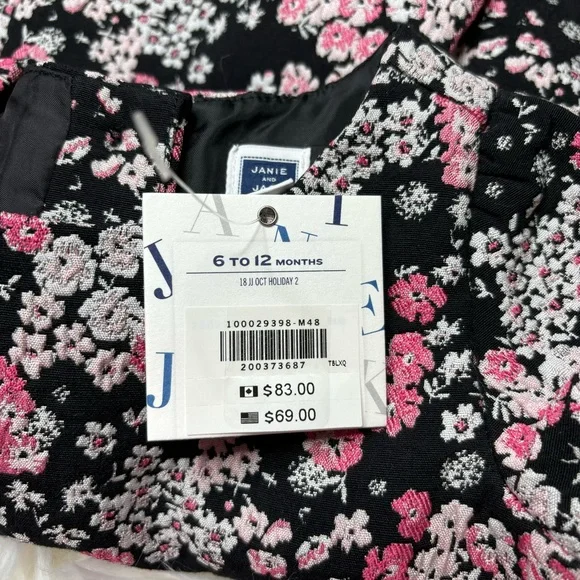 JANIE
AND
JA
6 TO 12 MONTHS
18 JJ OCT HOLIDAY 2
100029398-M48
200373687 TBLXQ
$83.00
$69.00